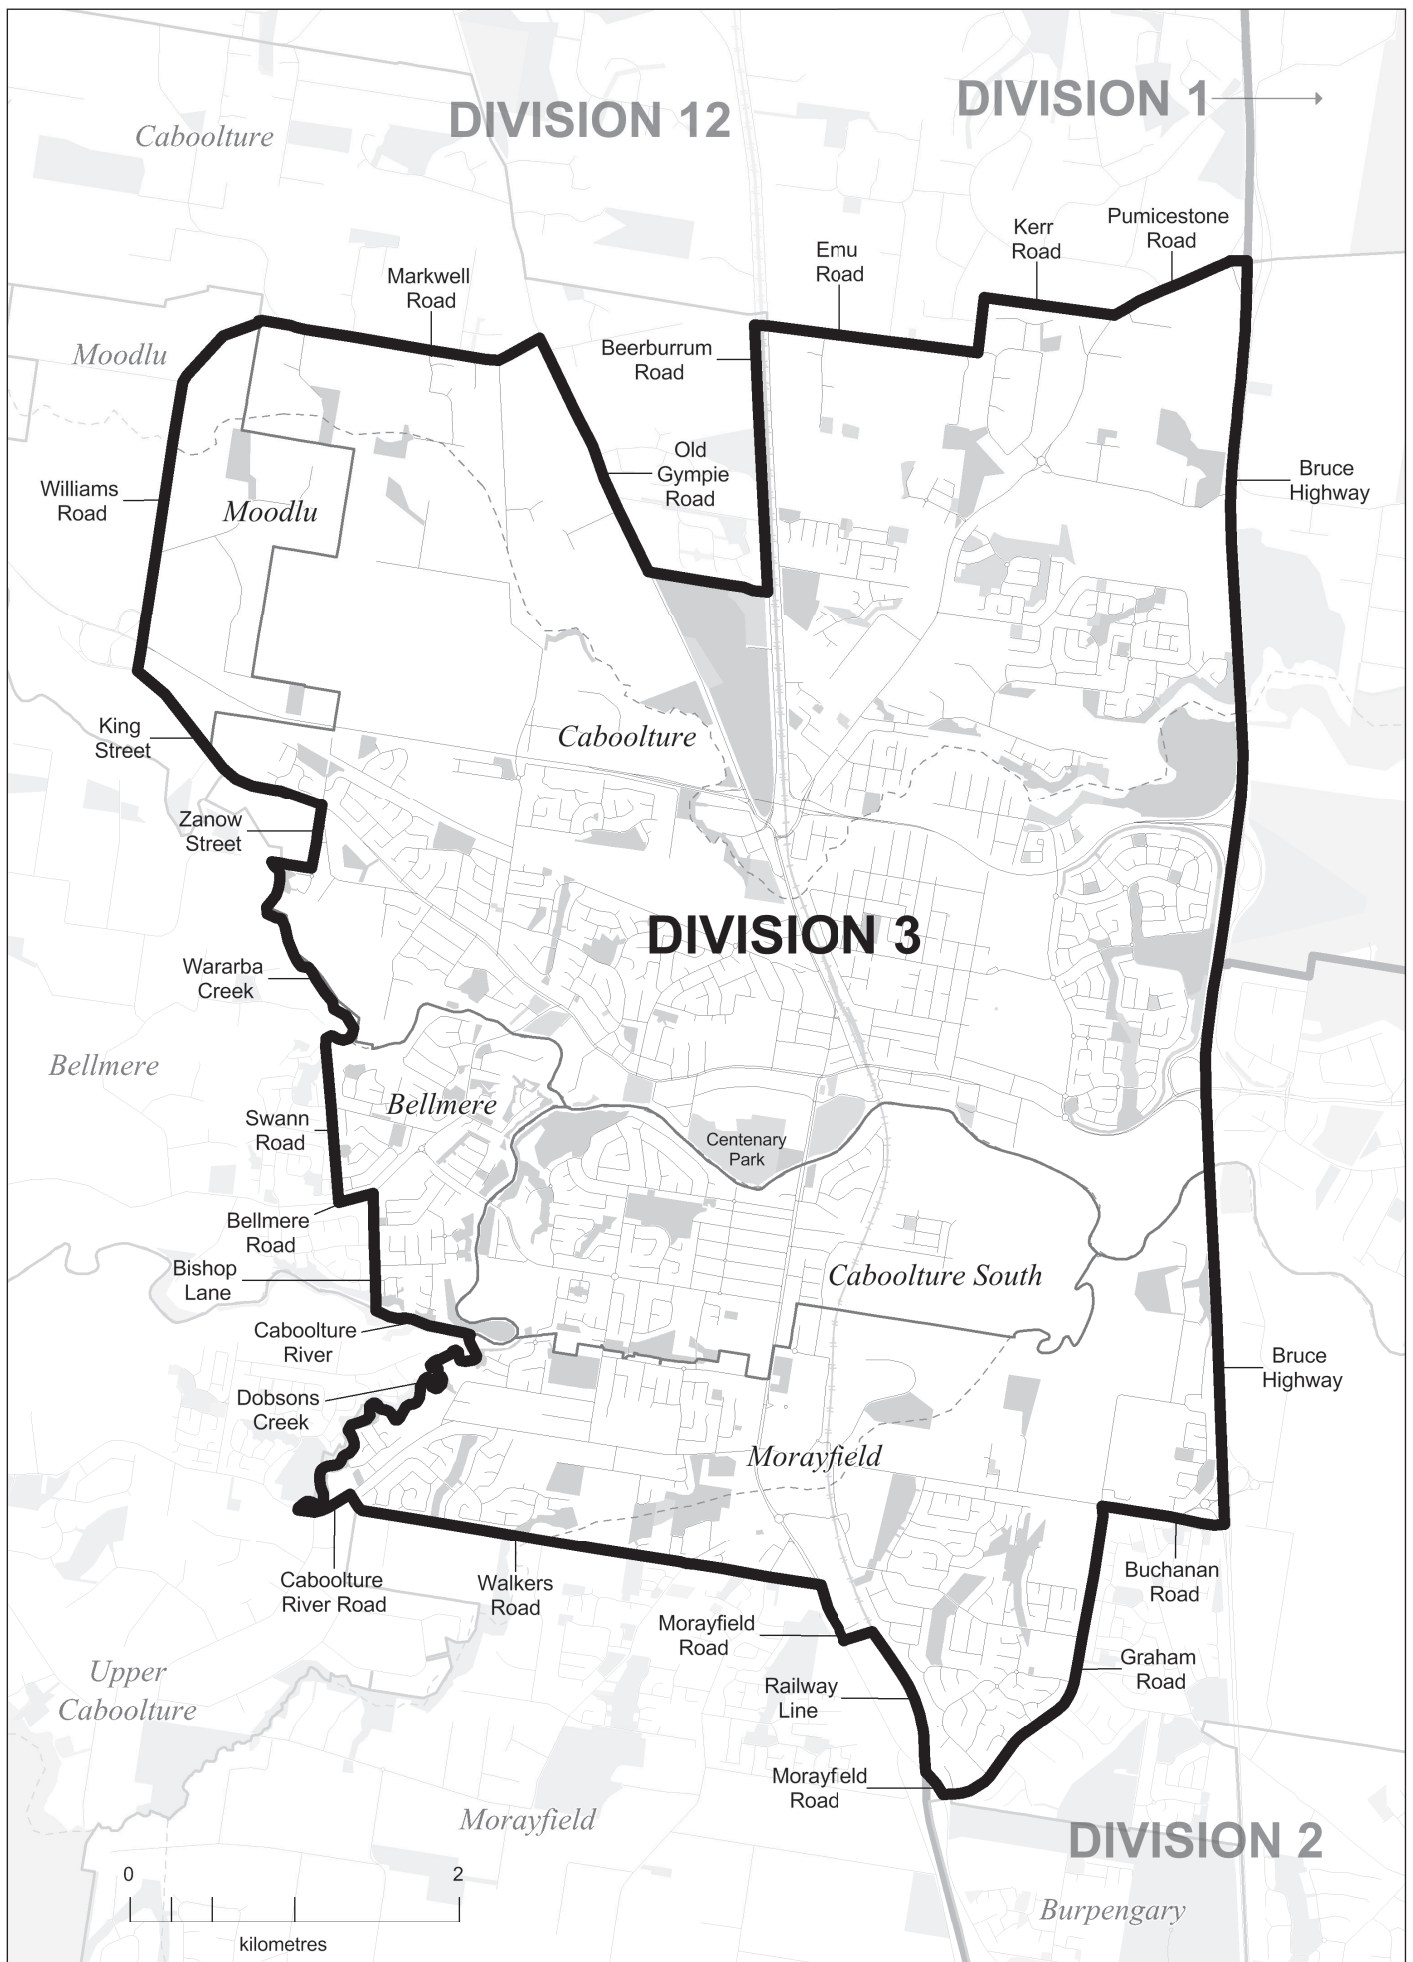 DIVISION 1
DIVISION 12
Caboolture
Pumicestone
Road
Kerr
Road
Emu
Road
Markwell
Road
Beerburrum
Road
Moodlu
Old
Gympie
Road
Bruce
Highway
Williams
Road
Moodlu
King
Street
Caboolture
Zanow
Street
DIVISION 3
Wararba
Creek
Bellmere
Bellmere
Swann
Road
Centenary
Park
Bellmere
Road
Bishop
Lane
Caboolture South
Caboolture
River
Bruce
Highway
Dobsons
Creek
Morayfield
Caboolture
River Road
Walkers
Road
Buchanan
Road
Morayfield
Road
Graham
Road
Upper
Caboolture
Railway
Line
Morayfield
Road
Morayfield
DIVISION 2
0 2
kilometres
Burpengary